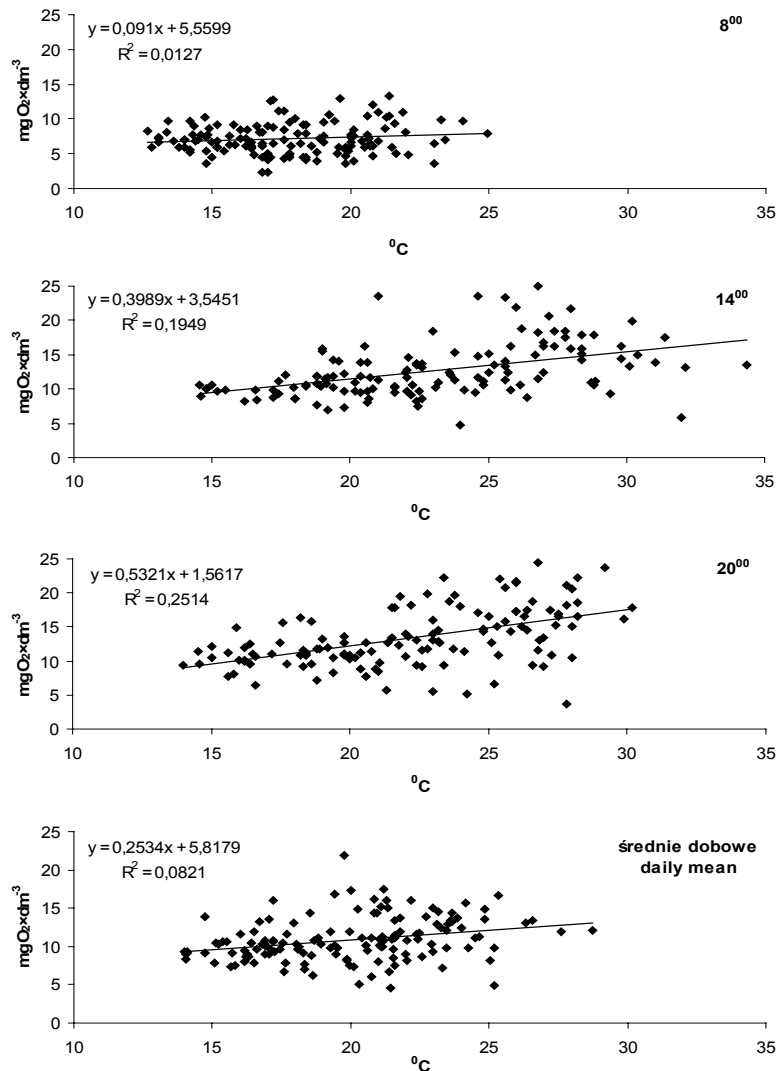 y = 0,091x + 5,5599
R² = 0,0127
8⁰⁰
mgO₂×dm⁻³
25
20
15
10
5
0
10 15 20 25 30 35
⁰C
y = 0,3989x + 3,5451
R² = 0,1949
14⁰⁰
mgO₂×dm⁻³
25
20
15
10
5
0
10 15 20 25 30 35
⁰C
y = 0,5321x + 1,5617
R² = 0,2514
20⁰⁰
mgO₂×dm⁻³
25
20
15
10
5
0
10 15 20 25 30 35
⁰C
y = 0,2534x + 5,8179
R² = 0,0821
średnie dobowe
daily mean
mgO₂×dm⁻³
25
20
15
10
5
0
10 15 20 25 30 35
⁰C